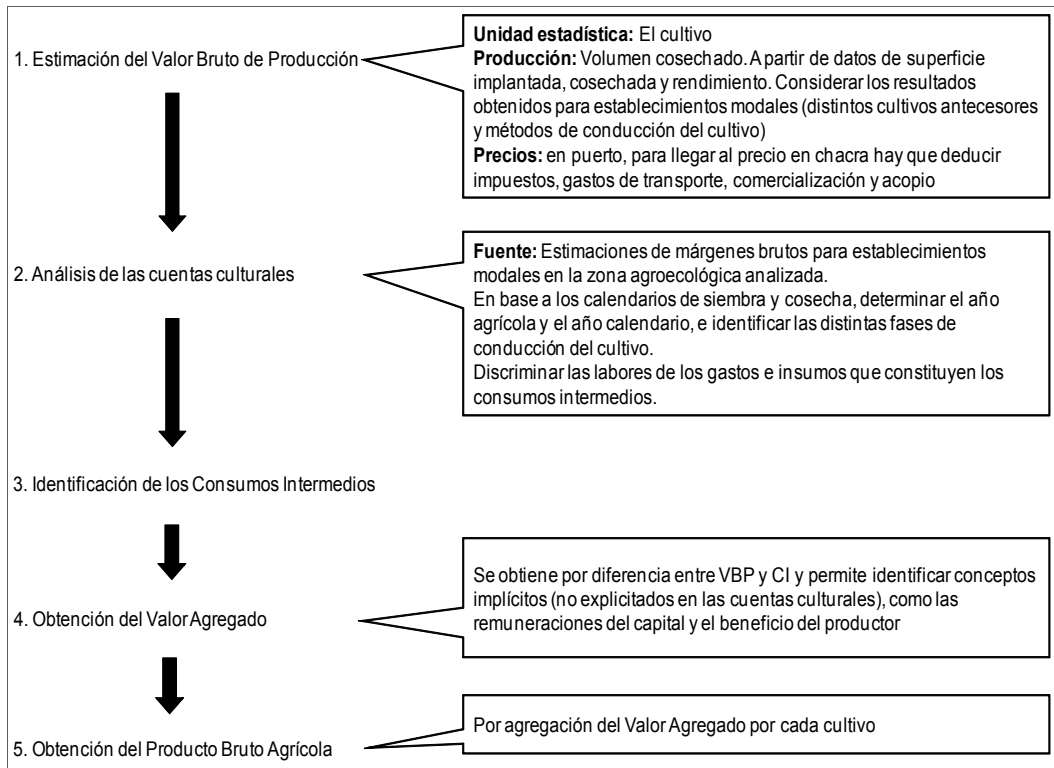 1. Estimación del Valor Bruto de Producción
Unidad estadística: El cultivo
Producción: Volumen cosechado. A partir de datos de superficie
implantada, cosechada y rendimiento. Considerar los resultados
obtenidos para establecimientos modales (distintos cultivos antecesores
y métodos de conducción del cultivo)
Precios: en puerto, para llegar al precio en chacra hay que deducir
impuestos, gastos de transporte, comercialización y acopio
2. Análisis de las cuentas culturales
Fuente: Estimaciones de márgenes brutos para establecimientos
modales en la zona agroecológica analizada.
En base a los calendarios de siembra y cosecha, determinar el año
agrícola y el año calendario, e identificar las distintas fases de
conducción del cultivo.
Discriminar las labores de los gastos e insumos que constituyen los
consumos intermedios.
3. Identificación de los Consumos Intermedios
4. Obtención del Valor Agregado
Se obtiene por diferencia entre VBP y CI y permite identificar conceptos
implícitos (no explicitados en las cuentas culturales), como las
remuneraciones del capital y el beneficio del productor
5. Obtención del Producto Bruto Agrícola
Por agregación del Valor Agregado por cada cultivo